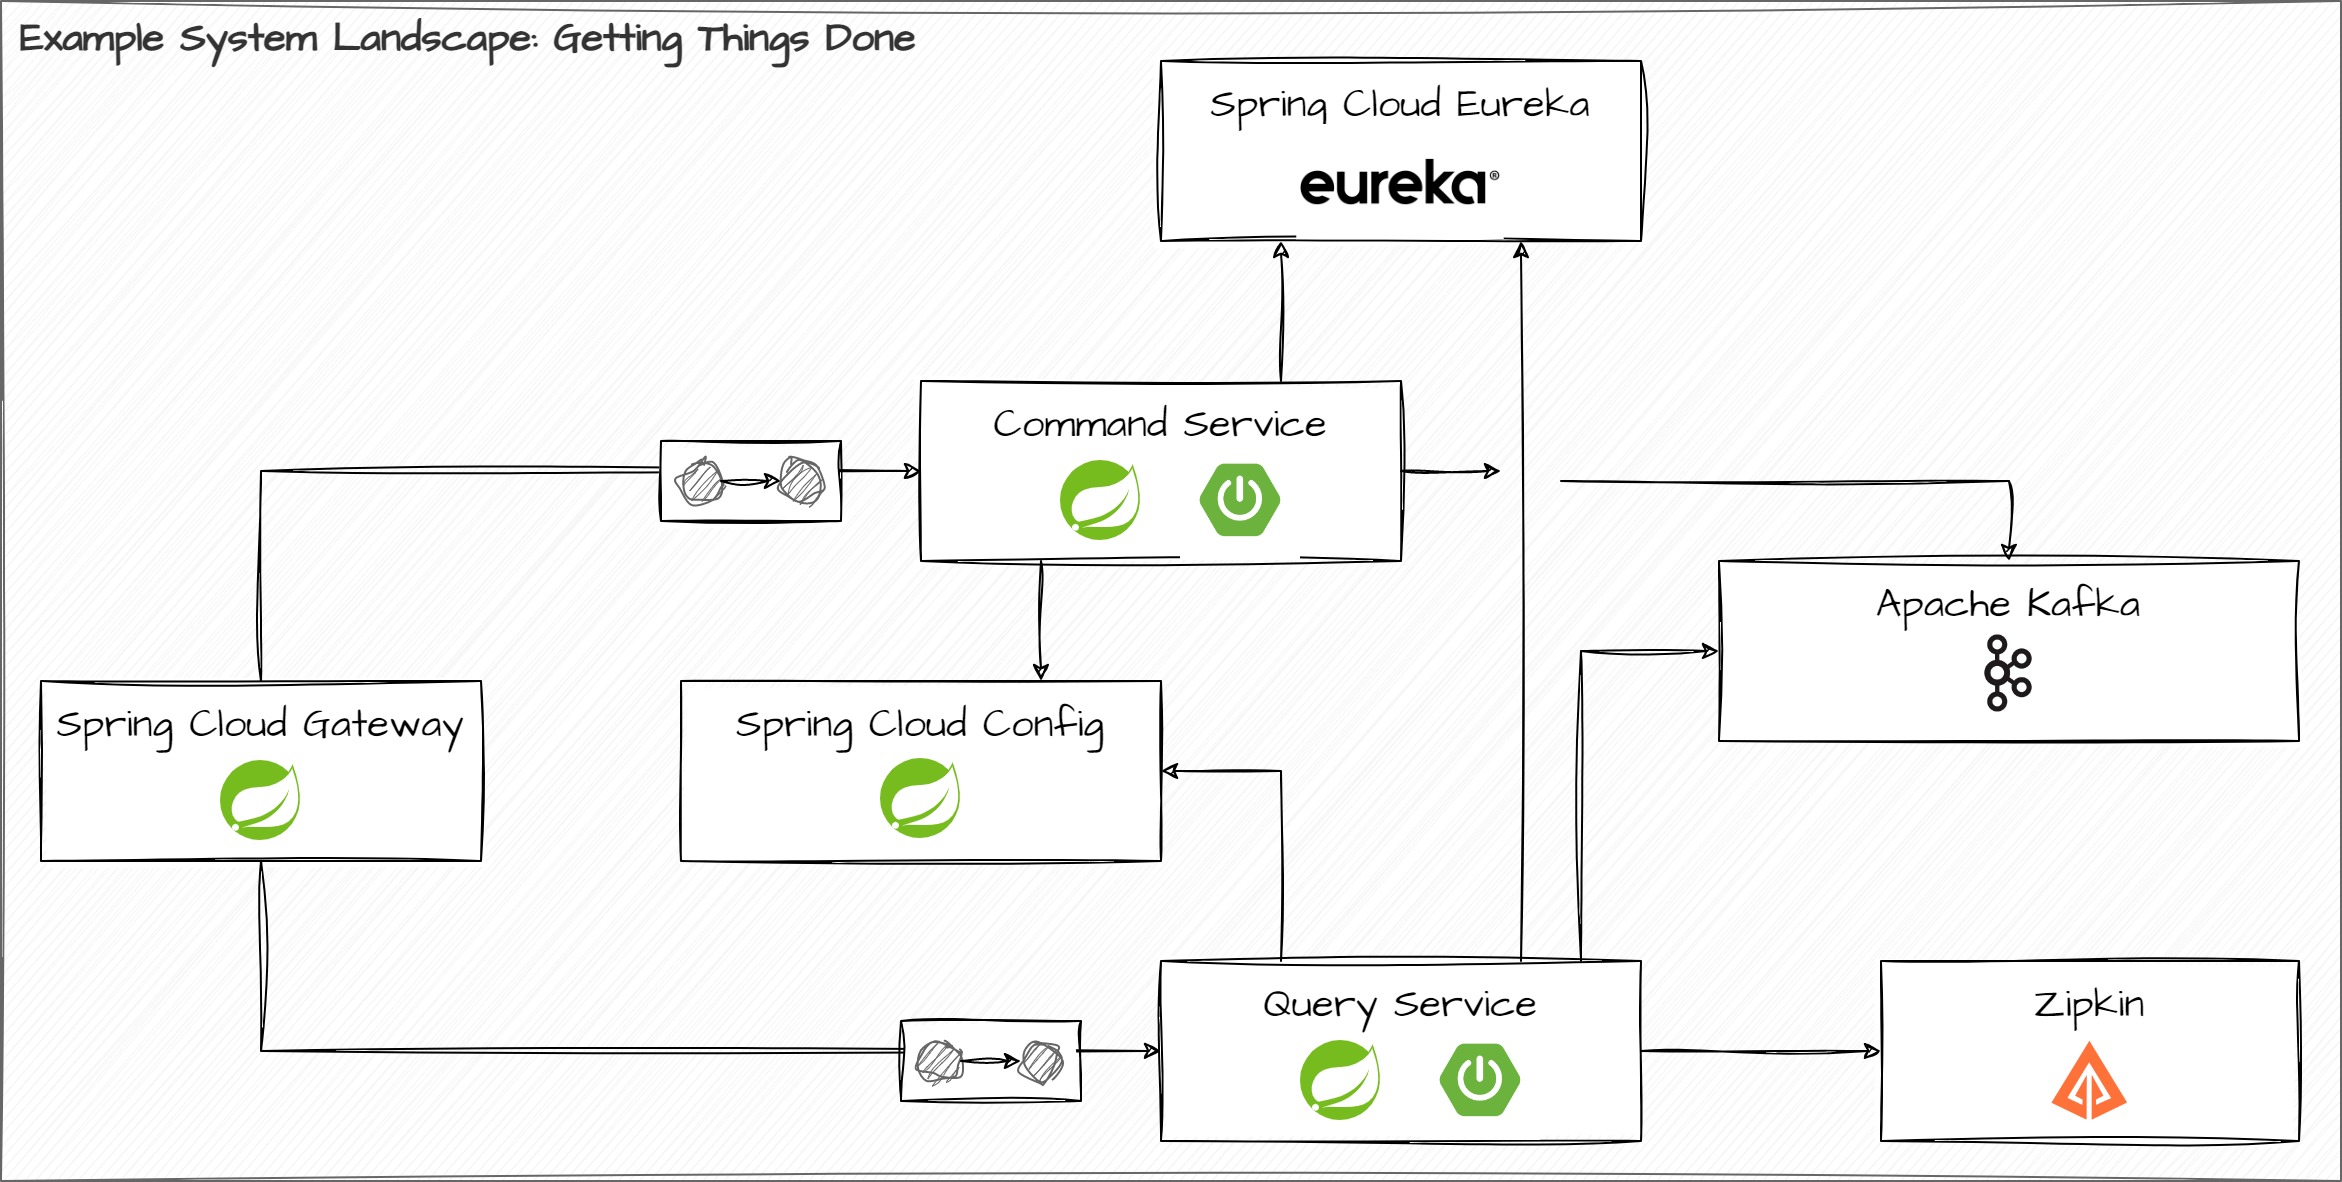 Example System Landscape: Getting Things Done
Spring Cloud Eureka
eureka®
Command Service
Apache Kafka
Spring Cloud Gateway
Spring Cloud Config
Query Service
Zipkin